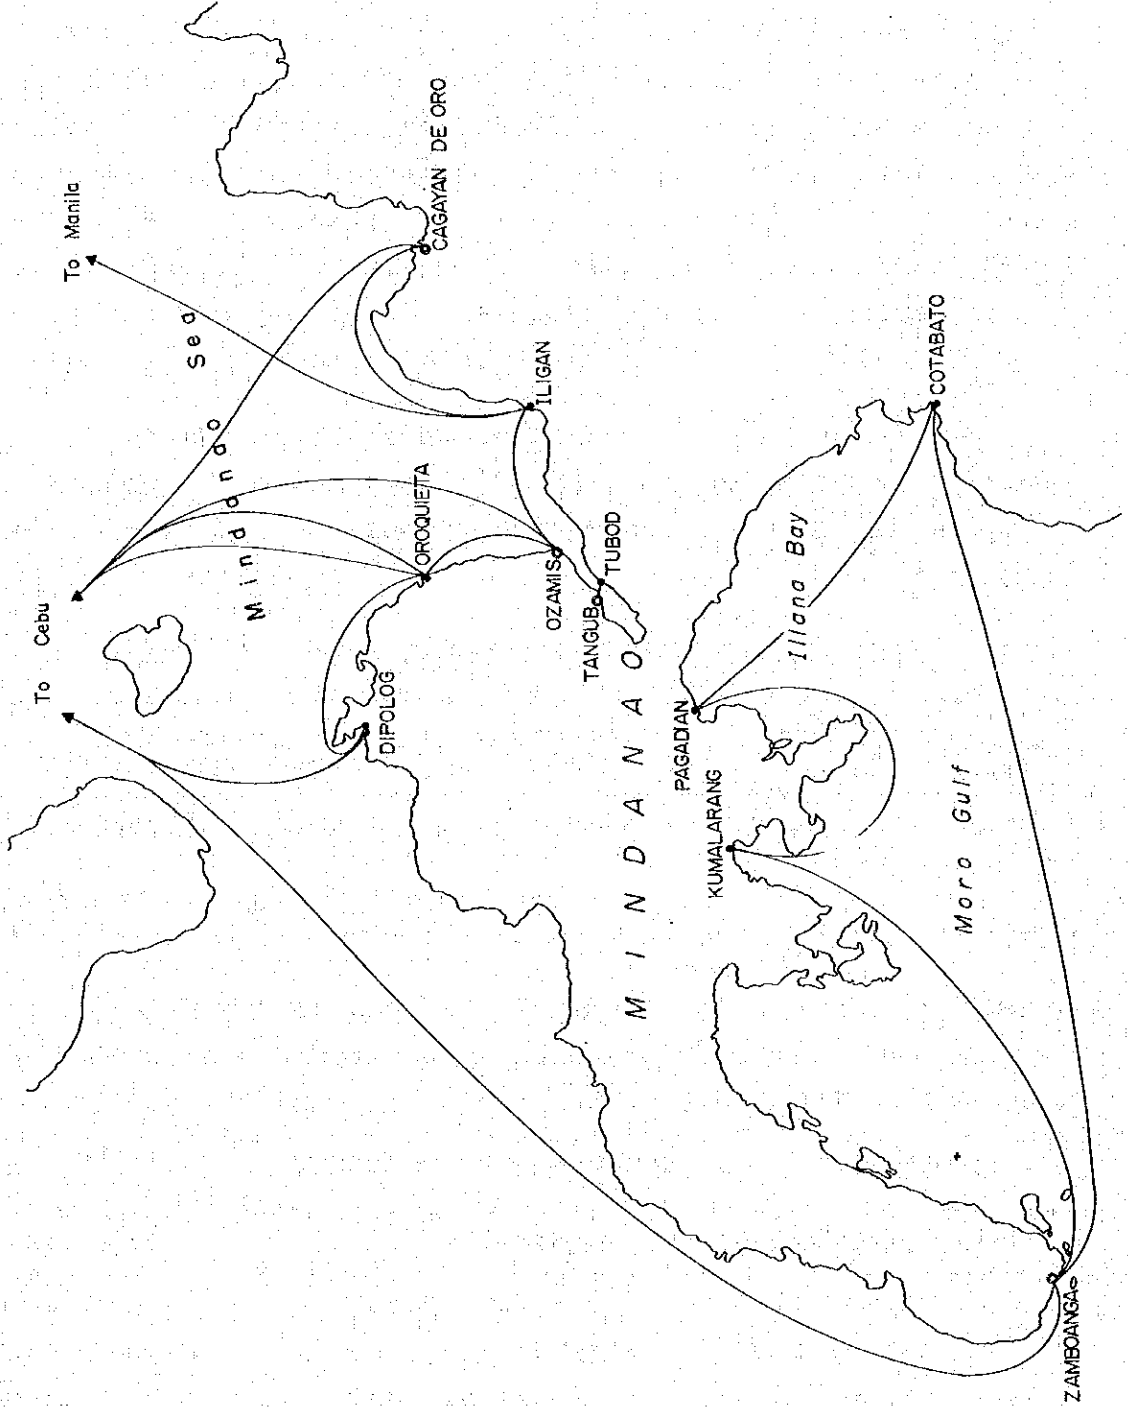 To Cebu
To Manila
Mindando Sea
CAGAYAN DE ORO
DIPOLOG
OROQUIETA
ILIGAN
OZAMIS
TANGUB
TUBOD
MINDANAO
PAGADIAN
KUMALARANG
Illana Bay
COTABATO
Moro Gulf
ZAMBOANGA